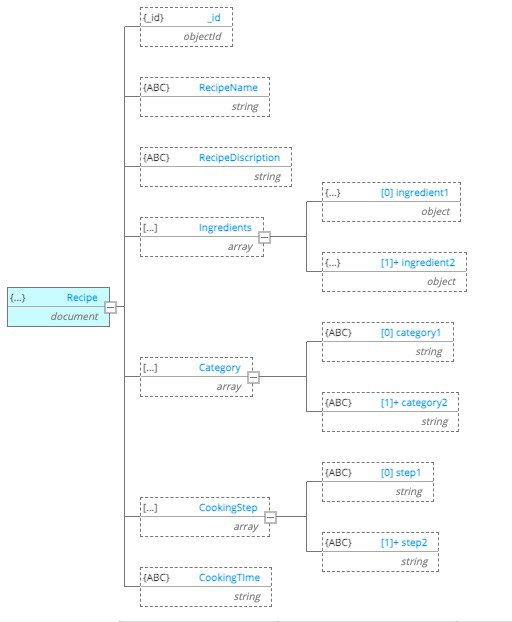 {_id} _id
objectId
{ABC} RecipeName
string
{ABC} RecipeDiscription
string
{...} [0] ingredient1
object
[...] Ingredients
array
{...} [1]+ ingredient2
object
{...} Recipe
document
{ABC} [0] category1
string
[...] Category
array
{ABC} [1]+ category2
string
{ABC} [0] step1
string
[...] CookingStep
array
{ABC} [1]+ step2
string
{ABC} CookingTIme
string